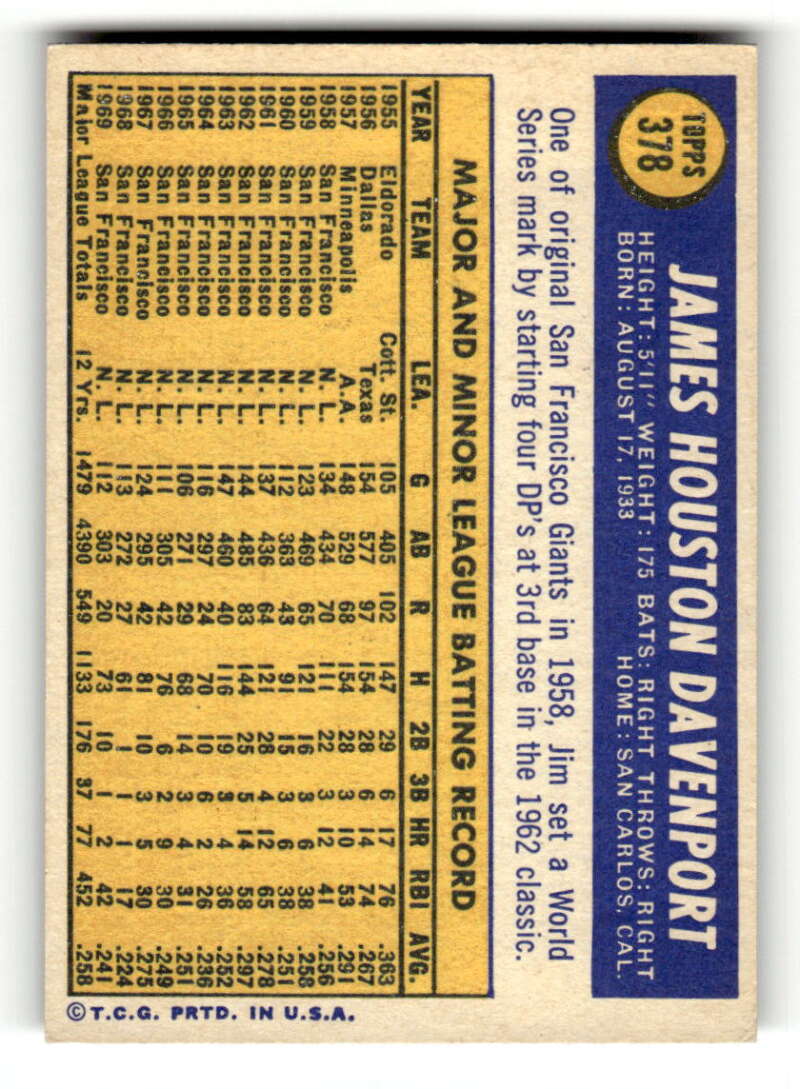 TOPPS
378
JAMES HOUSTON DAVENPORT
HEIGHT: 5'11" WEIGHT: 175 BATS: RIGHT THROWS: RIGHT
BORN: AUGUST 17, 1933 HOME: SAN CARLOS, CAL.
One of original San Francisco Giants in 1958, Jim set a World
Series mark by starting four DP's at 3rd base in the 1962 classic.
MAJOR AND MINOR LEAGUE BATTING RECORD
YEAR TEAM LEA. G AB R H 2B 3B HR RBI AVG.
1955 Eldorado Cott. St. 105 405 102 147 29 6 17 76 .363
1956 Dallas Texas 154 577 97 154 28 6 14 74 .267
1957 Minneapolis A.A. 148 529 68 154 28 3 10 53 .291
1958 San Francisco N.L. 134 434 70 111 22 3 12 41 .256
1959 San Francisco N.L. 123 469 65 121 16 3 6 38 .258
1960 San Francisco N.L. 112 363 43 91 15 3 6 38 .251
1961 San Francisco N.L. 137 436 64 121 28 4 12 65 .278
1962 San Francisco N.L. 144 485 83 144 25 5 14 58 .297
1963 San Francisco N.L. 147 460 40 116 19 3 4 36 .252
1964 San Francisco N.L. 116 297 24 70 10 6 2 26 .236
1965 San Francisco N.L. 106 271 29 68 14 3 4 31 .251
1966 San Francisco N.L. 111 305 42 76 6 2 9 30 .249
1967 San Francisco N.L. 124 295 42 81 10 3 5 30 .275
1968 San Francisco N.L. 113 272 27 61 1 1 1 17 .224
1969 San Francisco N.L. 112 303 20 73 10 1 2 42 .241
Major League Totals 12 Yrs. 1479 4390 549 1133 176 37 77 452 .258
© T.C.G. PRTD. IN U.S.A.